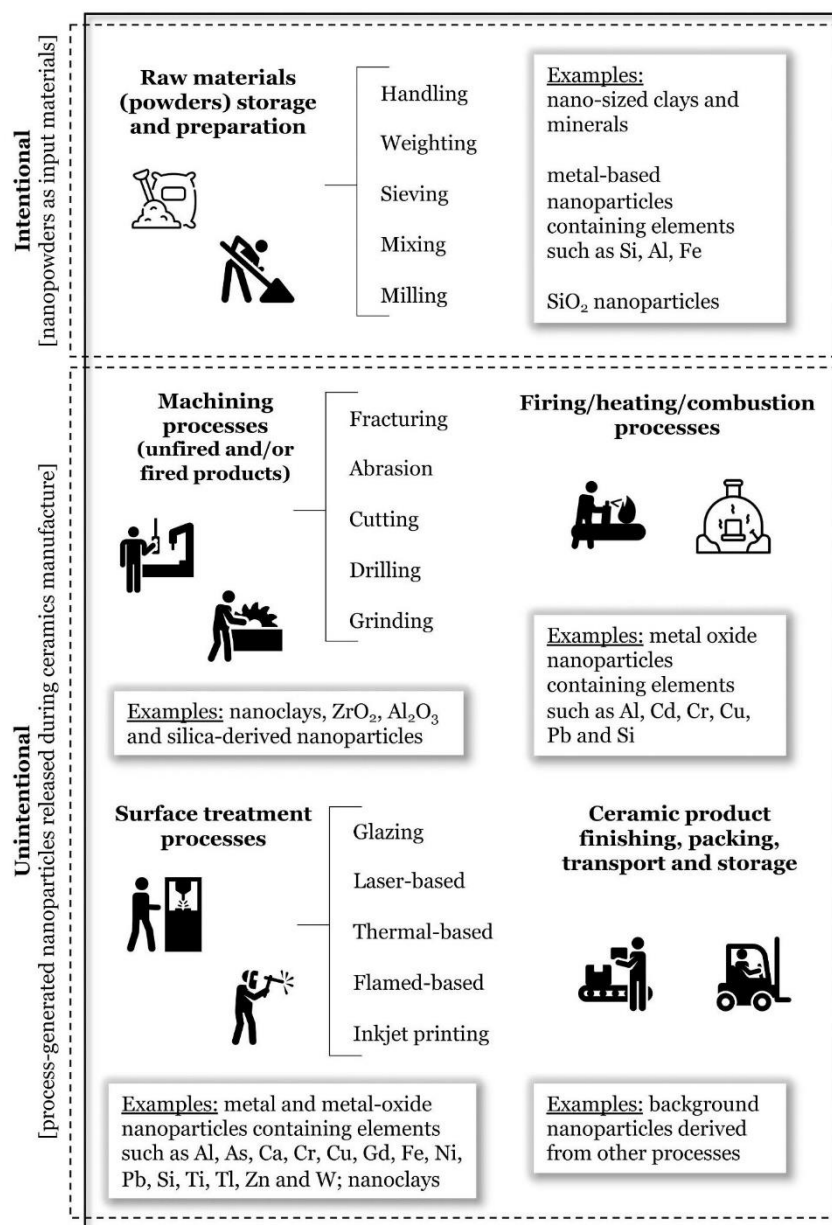 Intentional
[nanopowders as input materials]
Raw materials
(powders) storage
and preparation
Handling
Weighting
Sieving
Mixing
Milling
Examples:
nano-sized clays and
minerals
metal-based
nanoparticles
containing elements
such as Si, Al, Fe
SiO₂ nanoparticles
Unintentional
[process-generated nanoparticles released during ceramics manufacture]
Machining
processes
(unfired and/or
fired products)
Fracturing
Abrasion
Cutting
Drilling
Grinding
Examples: nanoclays, ZrO₂, Al₂O₃
and silica-derived nanoparticles
Firing/heating/combustion
processes
Examples: metal oxide
nanoparticles
containing elements
such as Al, Cd, Cr, Cu,
Pb and Si
Surface treatment
processes
Glazing
Laser-based
Thermal-based
Flamed-based
Inkjet printing
Examples: metal and metal-oxide
nanoparticles containing elements
such as Al, As, Ca, Cr, Cu, Gd, Fe, Ni,
Pb, Si, Ti, Tl, Zn and W; nanoclays
Ceramic product
finishing, packing,
transport and storage
Examples: background
nanoparticles derived
from other processes